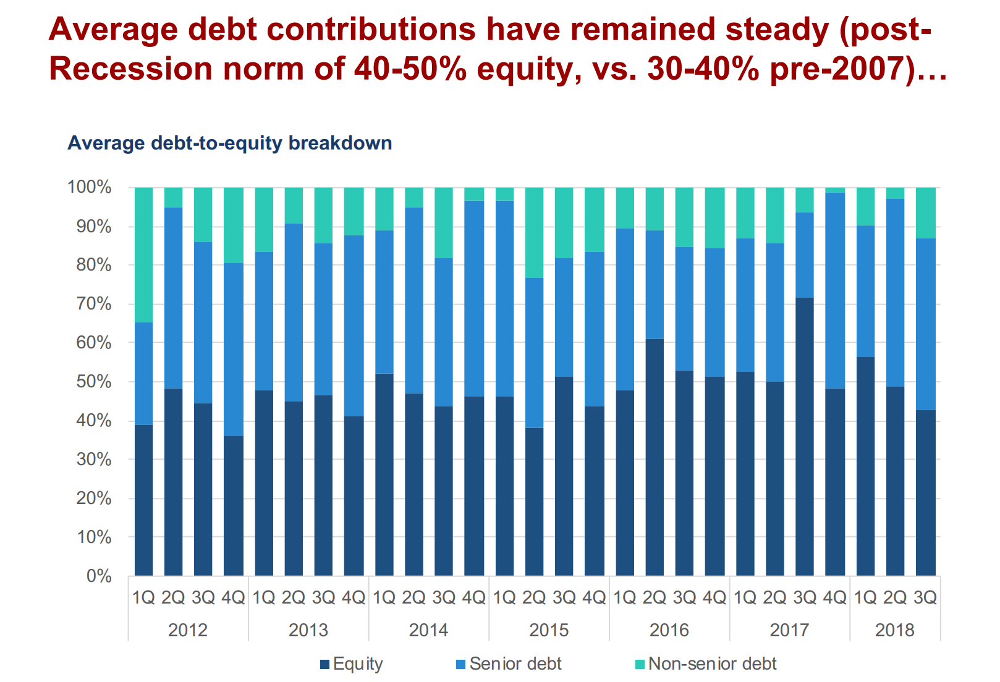 Average debt contributions have remained steady (post-
Recession norm of 40-50% equity, vs. 30-40% pre-2007)…
Average debt-to-equity breakdown
100%
90%
80%
70%
60%
50%
40%
30%
20%
10%
0%
1Q 2Q 3Q 4Q 1Q 2Q 3Q 4Q 1Q 2Q 3Q 4Q 1Q 2Q 3Q 4Q 1Q 2Q 3Q 4Q 1Q 2Q 3Q 4Q 1Q 2Q 3Q
2012 2013 2014 2015 2016 2017 2018
Equity Senior debt Non-senior debt